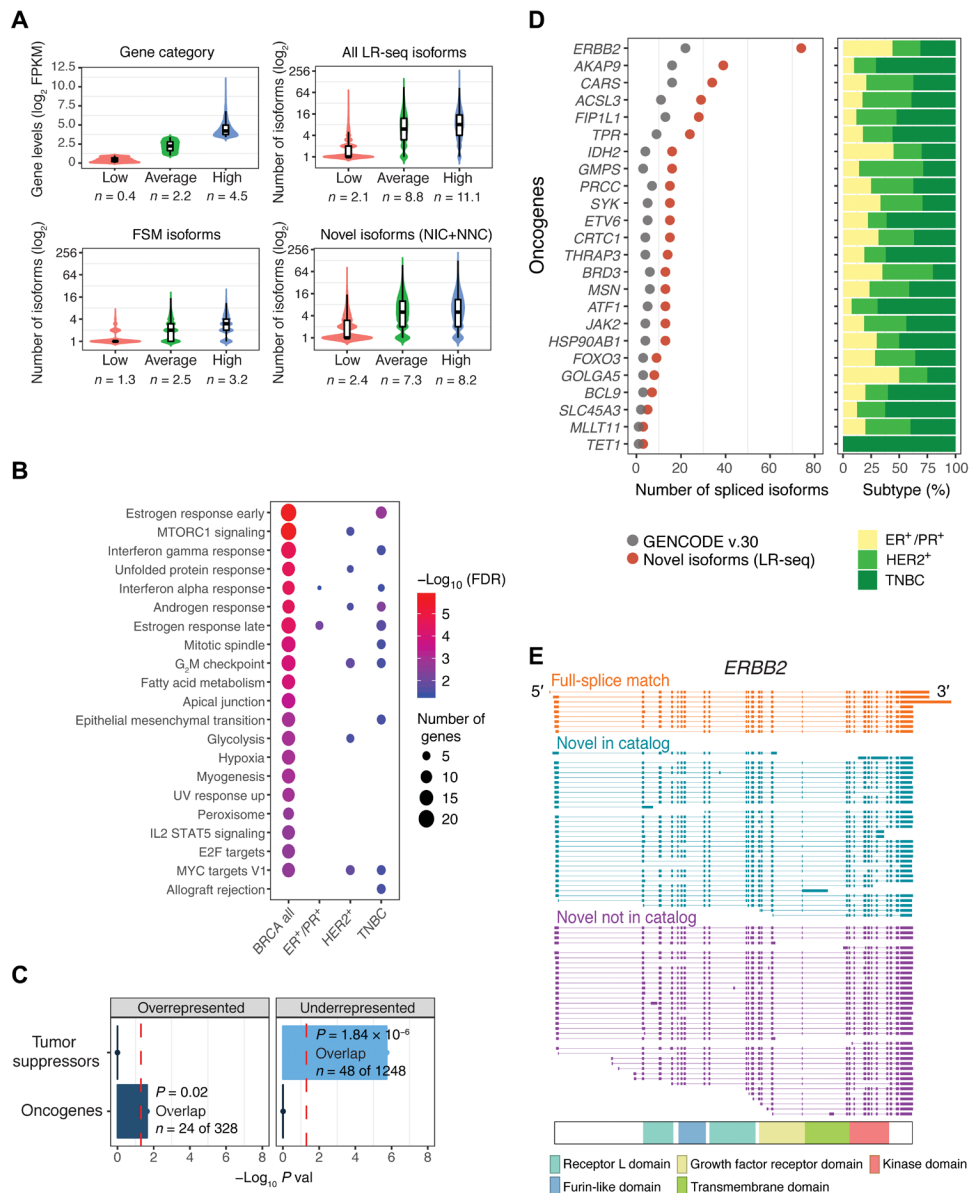 A
Gene category
Gene levels (log2 FPKM)
12.5
10.0
7.5
5.0
2.5
0
Low
Average
High
n = 0.4
n = 2.2
n = 4.5
All LR-seq isoforms
Number of isoforms (log2)
256
64
16
4
1
Low
Average
High
n = 2.1
n = 8.8
n = 11.1
FSM isoforms
Number of isoforms (log2)
256
64
16
4
1
Low
Average
High
n = 1.3
n = 2.5
n = 3.2
Novel isoforms (NIC+NNC)
Number of isoforms (log2)
256
64
16
4
1
Low
Average
High
n = 2.4
n = 7.3
n = 8.2
B
Estrogen response early
MTORC1 signaling
Interferon gamma response
Unfolded protein response
Interferon alpha response
Androgen response
Estrogen response late
Mitotic spindle
G2M checkpoint
Fatty acid metabolism
Apical junction
Epithelial mesenchymal transition
Glycolysis
Hypoxia
Myogenesis
UV response up
Peroxisome
IL2 STAT5 signaling
E2F targets
MYC targets V1
Allograft rejection
BRCA all
ER+/PR+
HER2+
TNBC
−Log10 (FDR)
5
4
3
2
Number of
genes
5
10
15
20
C
Overrepresented
Underrepresented
Tumor
suppressors
Oncogenes
P = 0.02
Overlap
n = 24 of 328
P = 1.84 × 10−6
Overlap
n = 48 of 1248
0 2 4 6 8
0 2 4 6 8
−Log10 P val
D
Oncogenes
ERBB2
AKAP9
CARS
ACSL3
FIP1L1
TPR
IDH2
GMPS
PRCC
SYK
ETV6
CRTC1
THRAP3
BRD3
MSN
ATF1
JAK2
HSP90AB1
FOXO3
GOLGA5
BCL9
SLC45A3
MLLT11
TET1
0 20 40 60 80
Number of spliced isoforms
0 25 50 75 100
Subtype (%)
GENCODE v.30
Novel isoforms (LR-seq)
ER+/PR+
HER2+
TNBC
E
ERBB2
Full-splice match
5′
3′
Novel in catalog
Novel not in catalog
Receptor L domain
Growth factor receptor domain
Kinase domain
Furin-like domain
Transmembrane domain